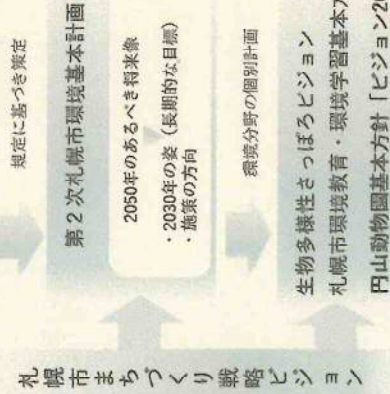 規定に基づき策定
第2次札幌市環境基本計画
2050年のあるべき将来像
・2030年の姿(長期的な目標)
・施策の方向
環境分野の個別計画
生物多様性さっぽろビジョン
札幌市環境教育・環境学習基本方
円山動物園基本方針「ビジョン20
札幌市まちづくり戦略ビジョン